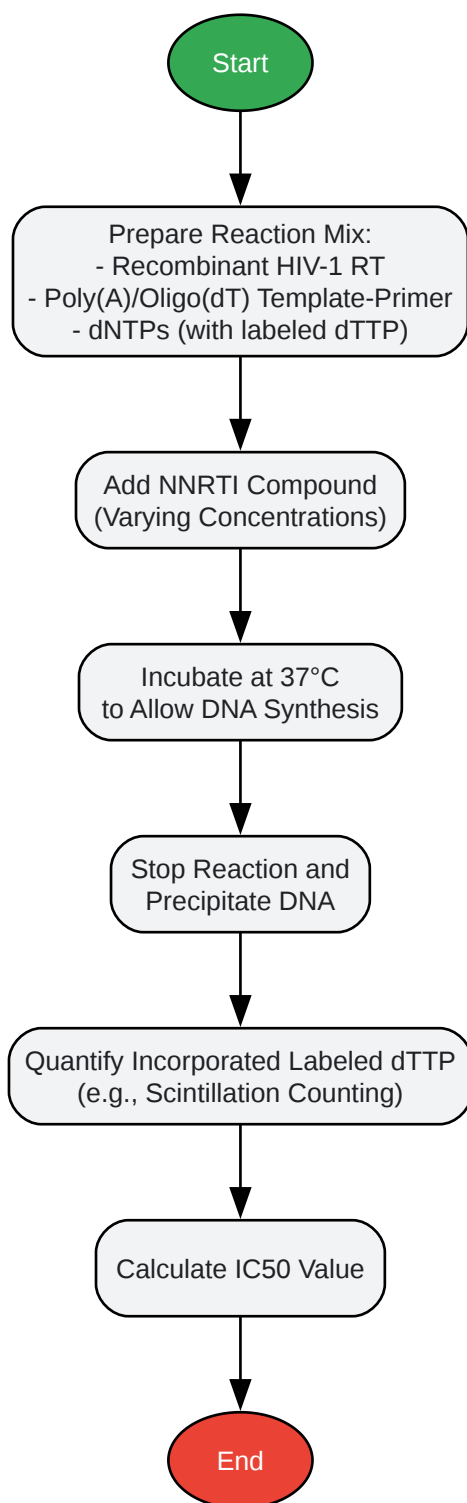 Start
Prepare Reaction Mix:
- Recombinant HIV-1 RT
- Poly(A)/Oligo(dT) Template-Primer
- dNTPs (with labeled dTTP)
Add NNRTI Compound
(Varying Concentrations)
Incubate at 37°C
to Allow DNA Synthesis
Stop Reaction and
Precipitate DNA
Quantify Incorporated Labeled dTTP
(e.g., Scintillation Counting)
Calculate IC50 Value
End